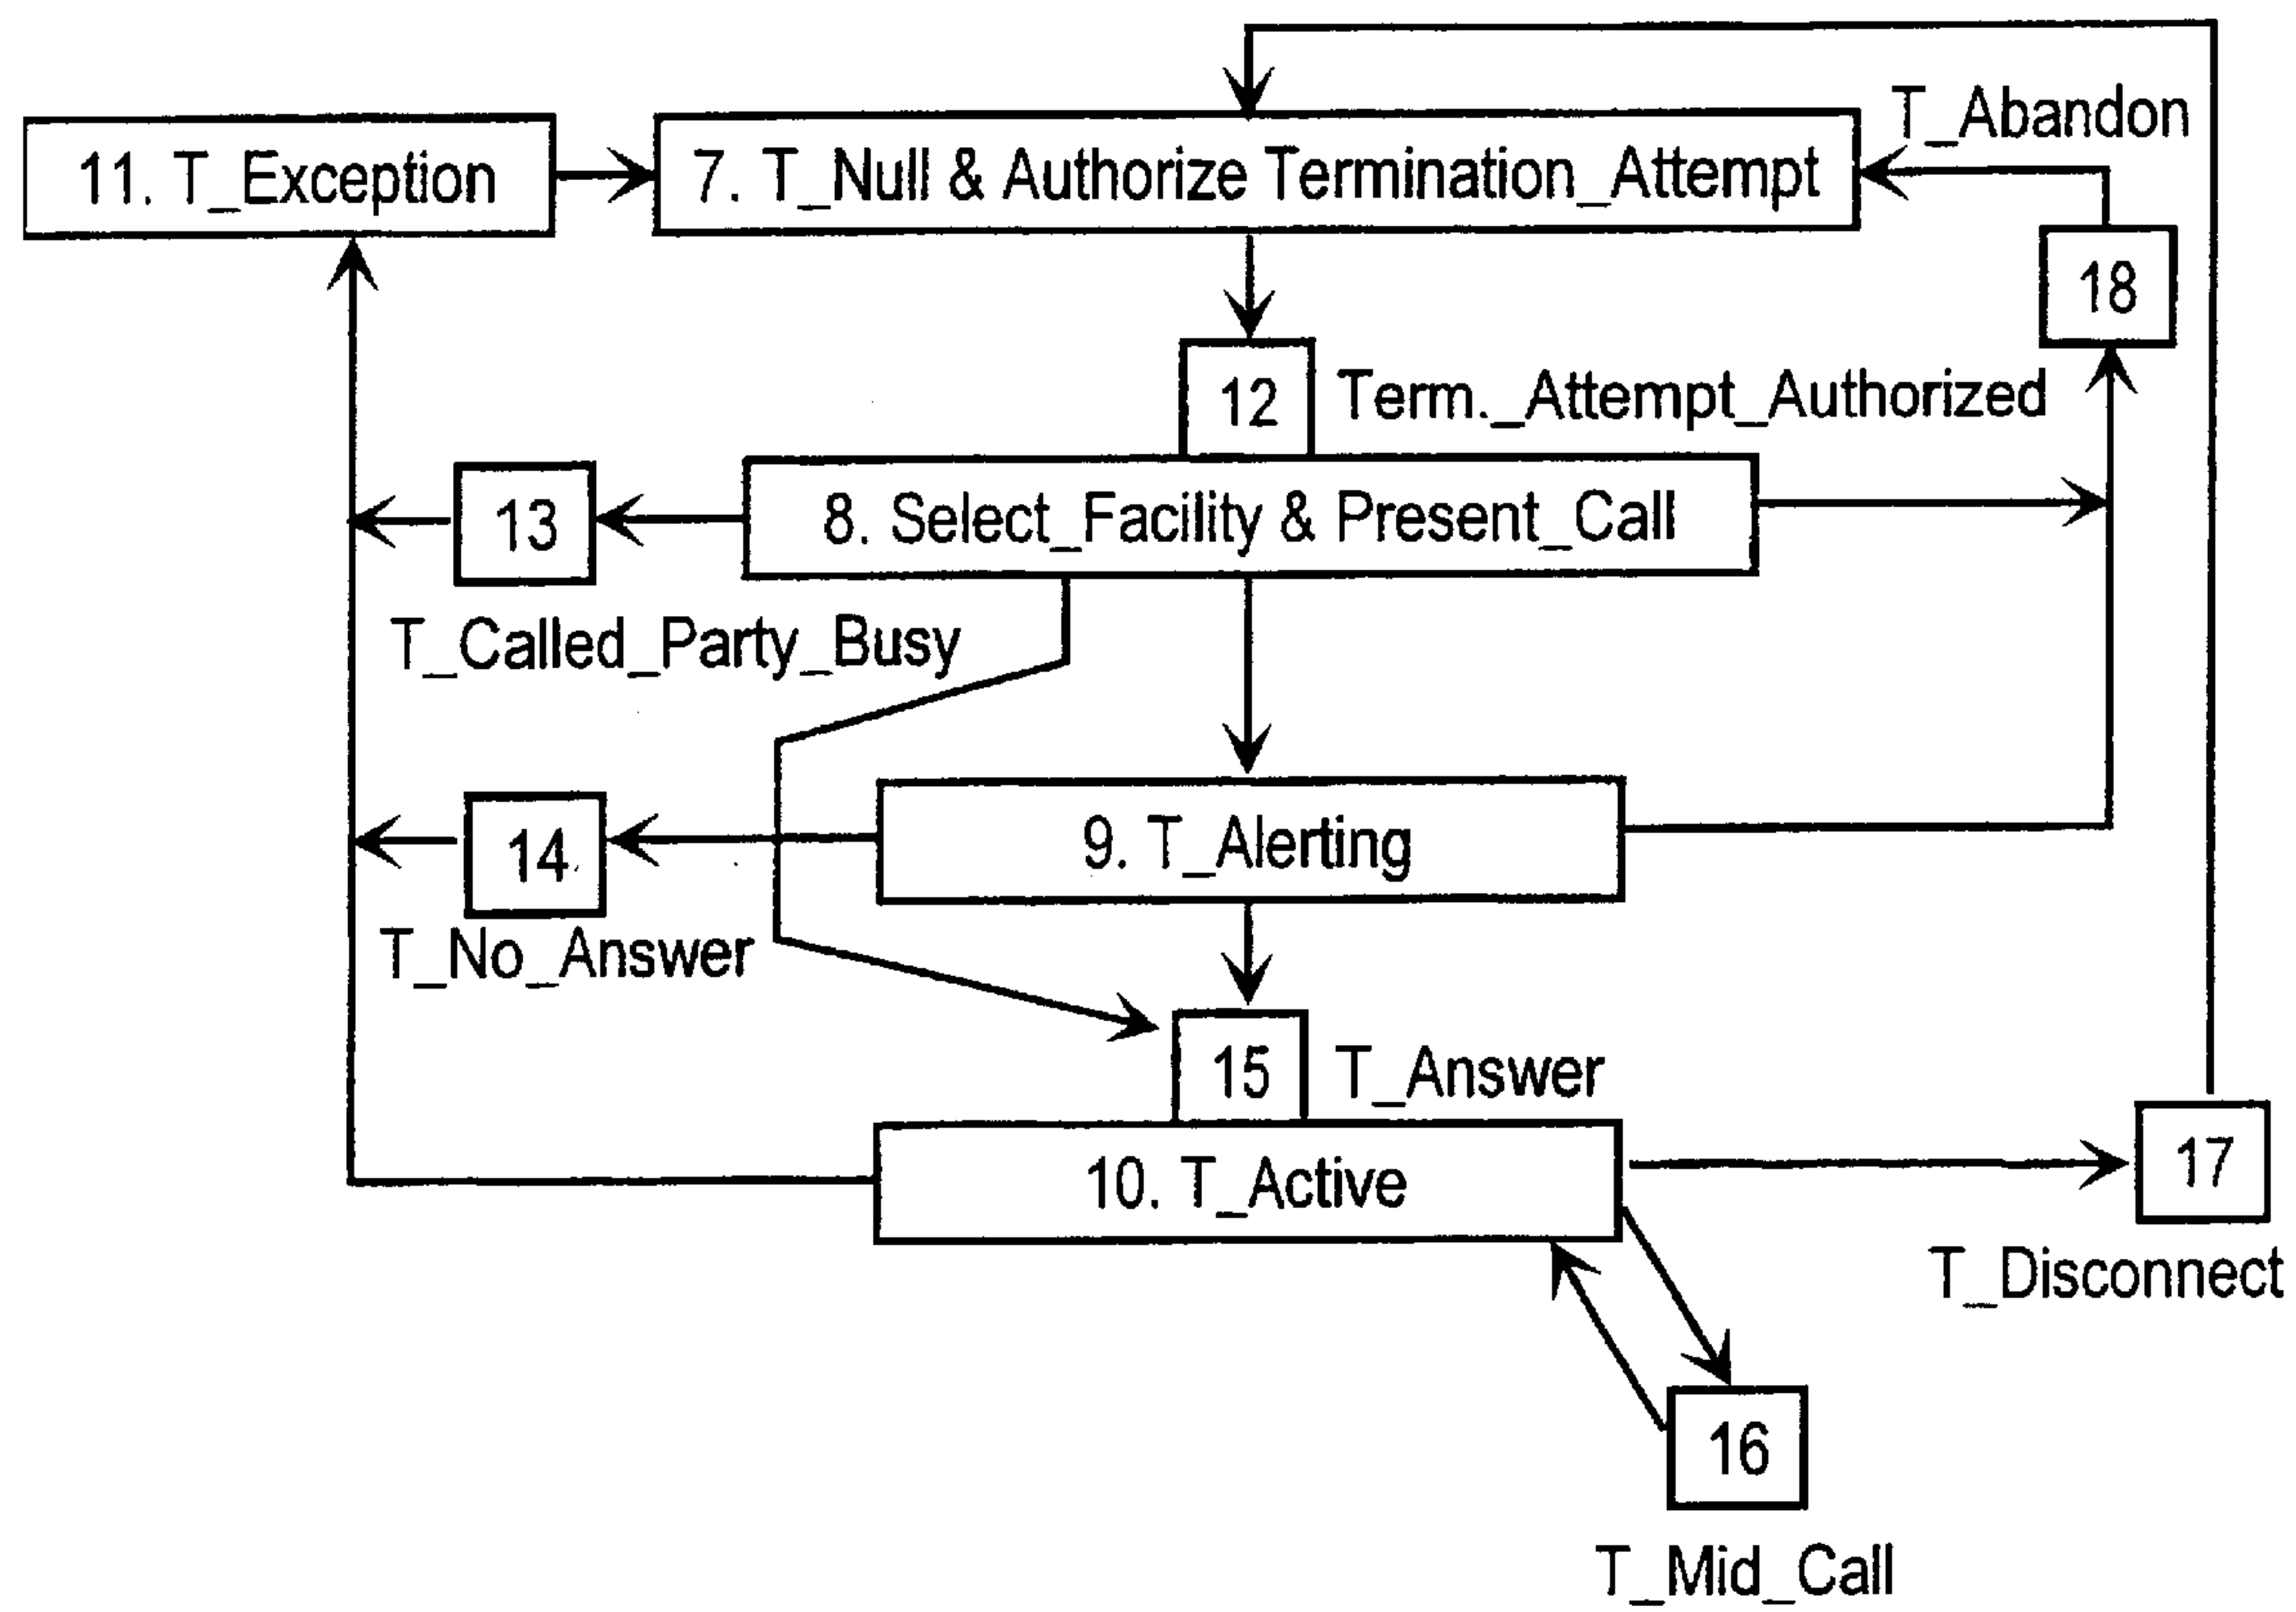 T_Abandon
11. T_Exception
7. T_Null & Authorize Termination_Attempt
18
12
Term._Attempt_Authorized
13
8. Select_Facility & Present_Call
T_Called_Party_Busy
14
9. T_Alerting
T_No_Answer
15
T_Answer
10. T_Active
17
T_Disconnect
16
T_Mid_Call